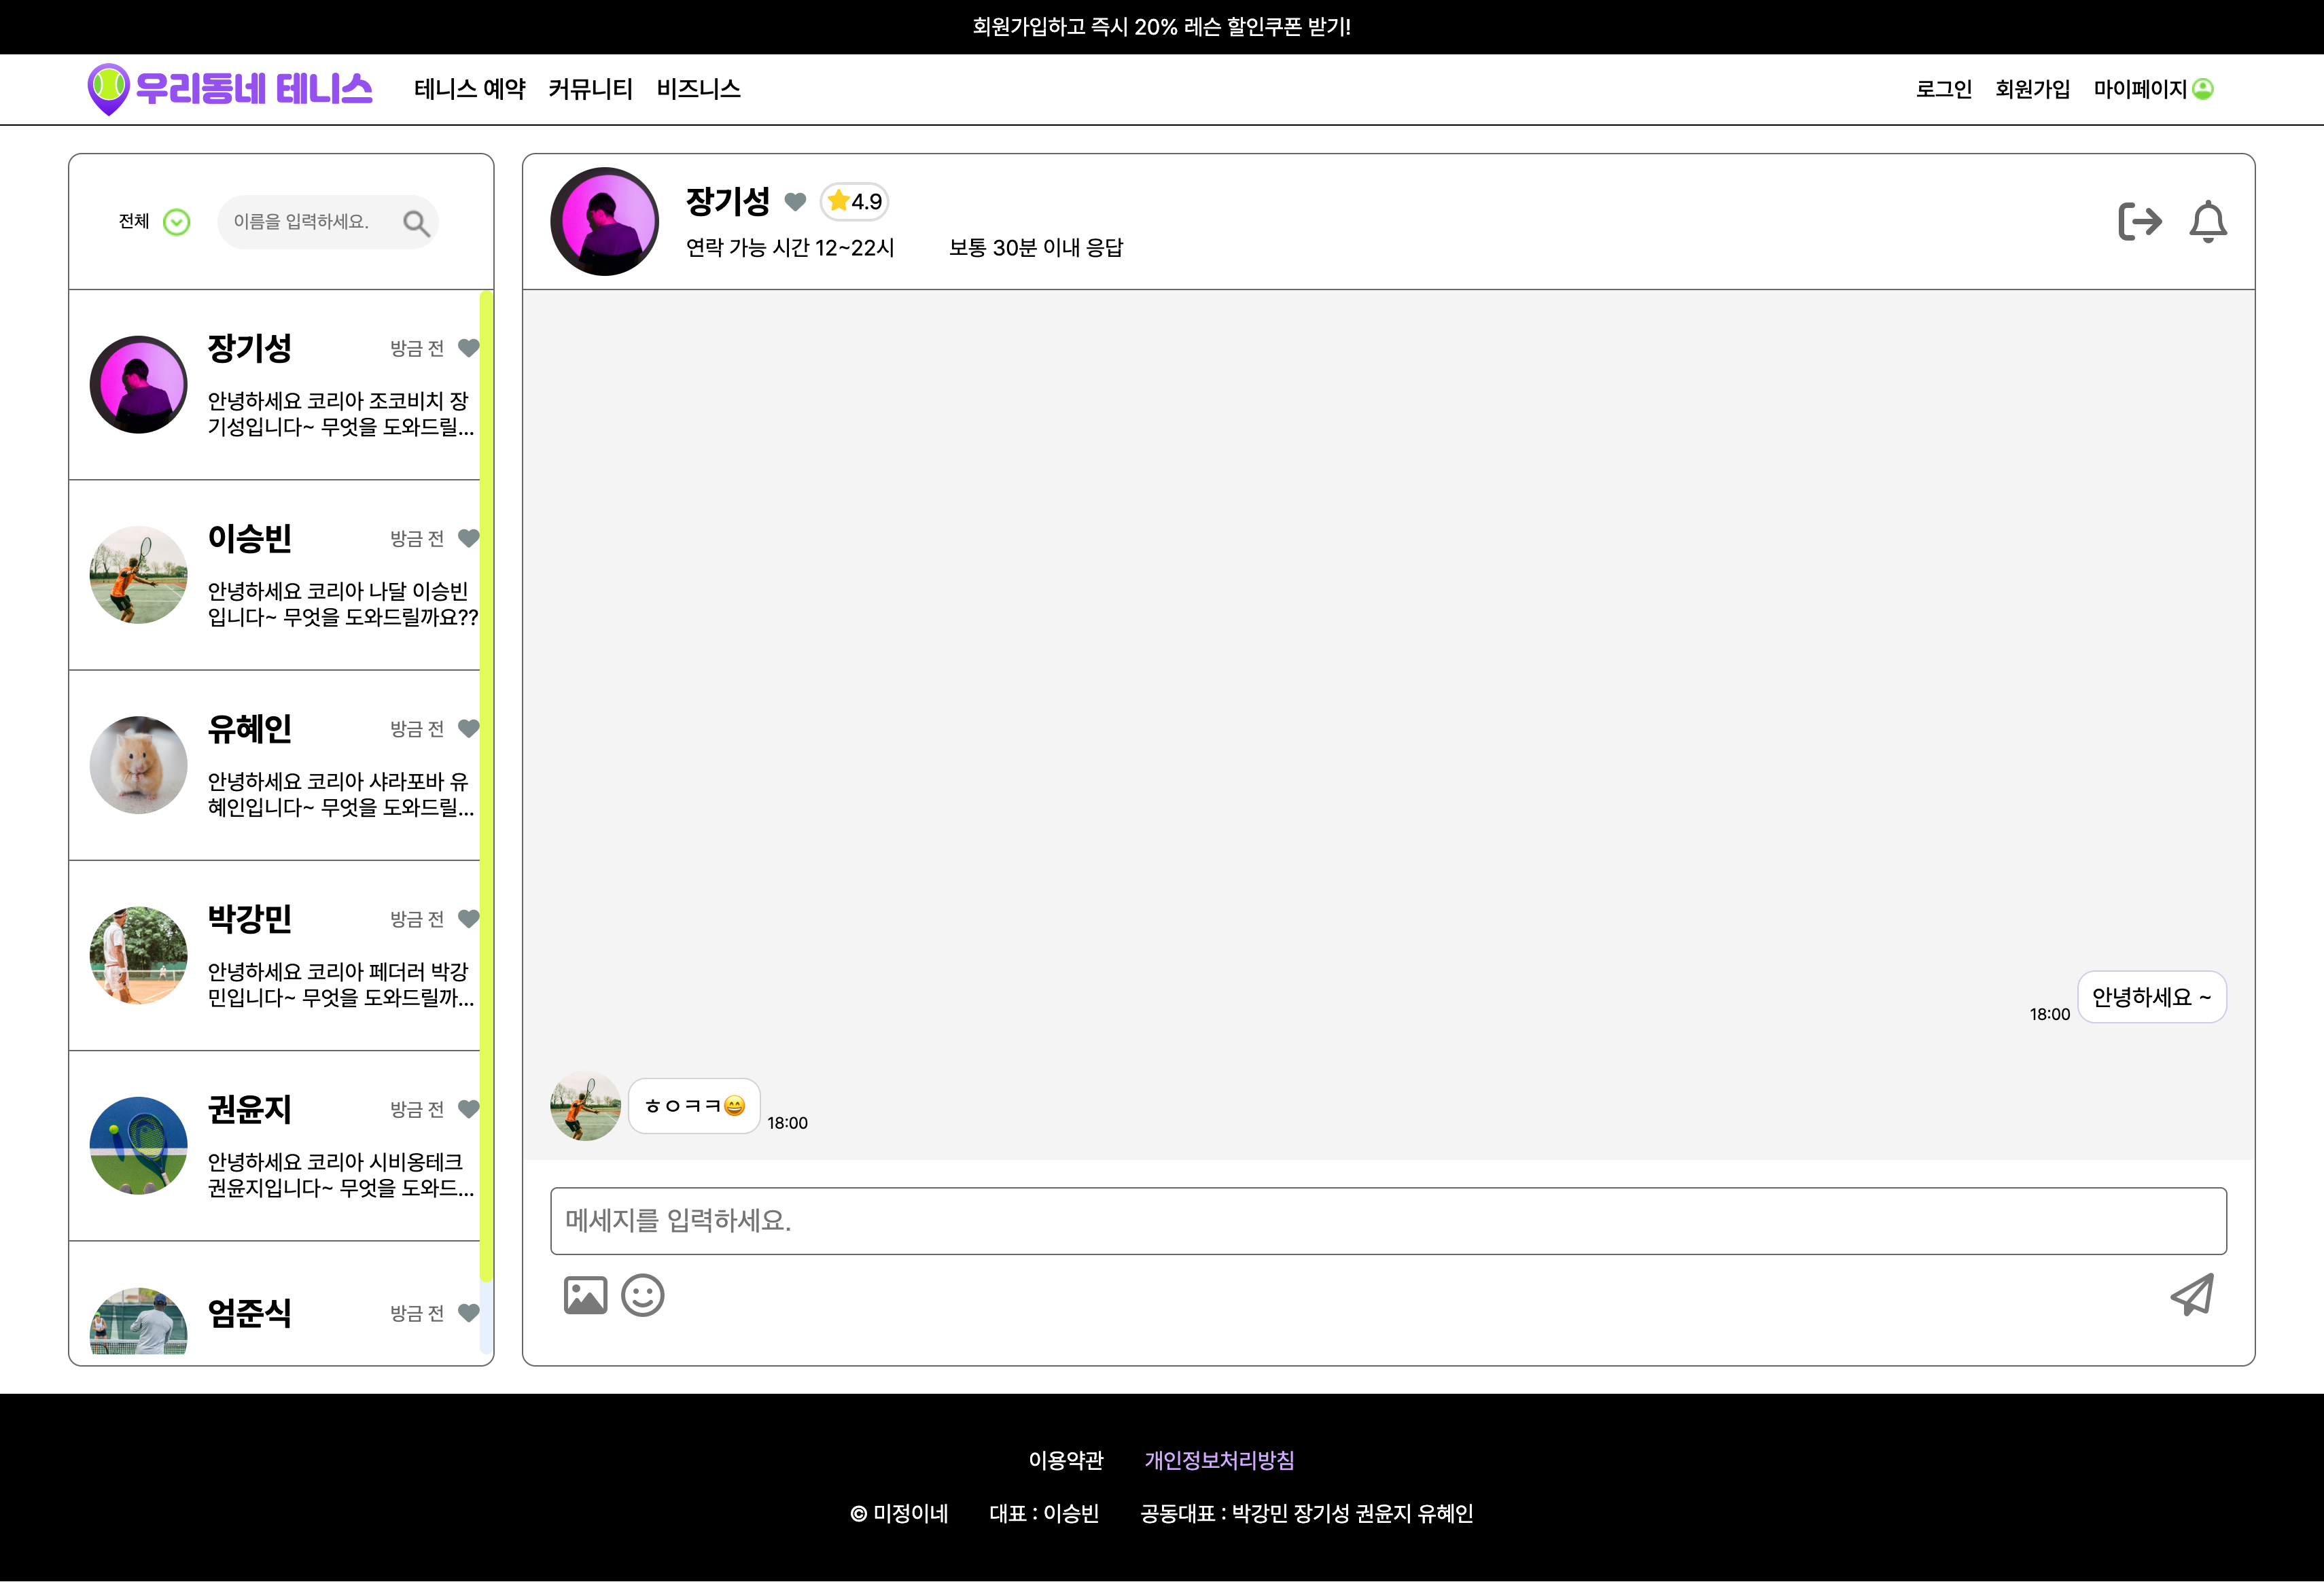 회원가입하고 즉시 20% 레슨 할인쿠폰 받기!
우리동네 테니스 테니스 예약 커뮤니티 비즈니스 로그인 회원가입 마이페이지
전체 이름을 입력하세요.
장기성 방금 전
안녕하세요 코리아 조코비치 장
기성입니다~ 무엇을 도와드릴...
이승빈 방금 전
안녕하세요 코리아 나달 이승빈
입니다~ 무엇을 도와드릴까요??
유혜인 방금 전
안녕하세요 코리아 샤라포바 유
혜인입니다~ 무엇을 도와드릴...
박강민 방금 전
안녕하세요 코리아 페더러 박강
민입니다~ 무엇을 도와드릴까...
권윤지 방금 전
안녕하세요 코리아 시비옹테크
권윤지입니다~ 무엇을 도와드...
엄준식 방금 전
장기성 4.9
연락 가능 시간 12~22시 보통 30분 이내 응답
18:00 안녕하세요 ~
ㅎㅇㅋㅋ😄 18:00
메세지를 입력하세요.
이용약관 개인정보처리방침
© 미정이네 대표 : 이승빈 공동대표 : 박강민 장기성 권윤지 유혜인